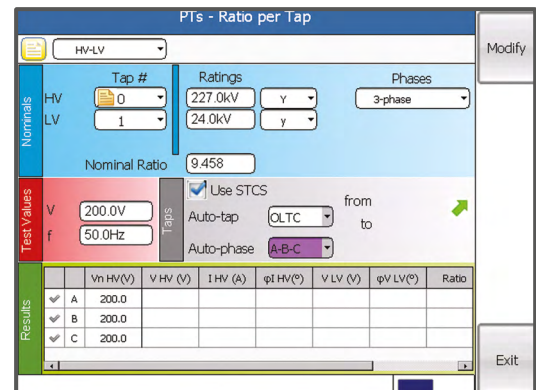 PTs - Ratio per Tap
HV-LV
Modify
Nominals
Tap #
Ratings
Phases
HV
0
227.0kV
Y
3-phase
LV
1
24.0kV
y
Nominal Ratio
9.458
Test Values
V
200.0V
f
50.0Hz
Taps
Use STCS
Auto-tap
OLTC
from
to
Auto-phase
A-B-C
Results
Vn HV(V) V HV (V) I HV (A) φI HV(°) V LV (V) φV LV(°) Ratio
A 200.0
B 200.0
C 200.0
Exit